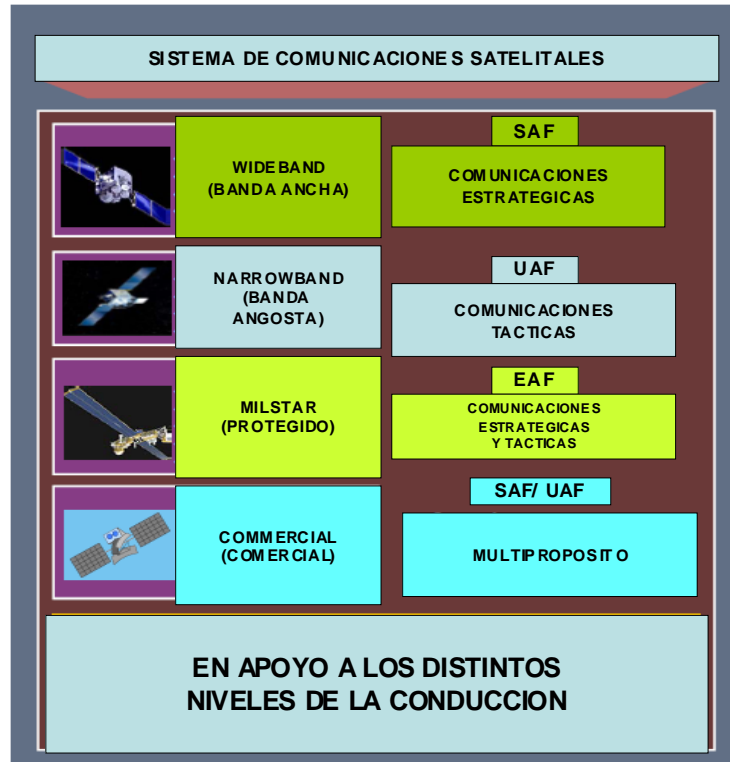 SISTEMA DE COMUNICACIONES SATELITALES
WIDEBAND
(BANDA ANCHA)
SAF
COMUNICACIONES
ESTRATEGICAS
NARROWBAND
(BANDA
ANGOSTA)
UAF
COMUNICACIONES
TACTICAS
MILSTAR
(PROTEGIDO)
EAF
COMUNICACIONES
ESTRATEGICAS
Y TACTICAS
COMMERCIAL
(COMERCIAL)
SAF/ UAF
MULTIPROPOSITO
EN APOYO A LOS DISTINTOS
NIVELES DE LA CONDUCCION